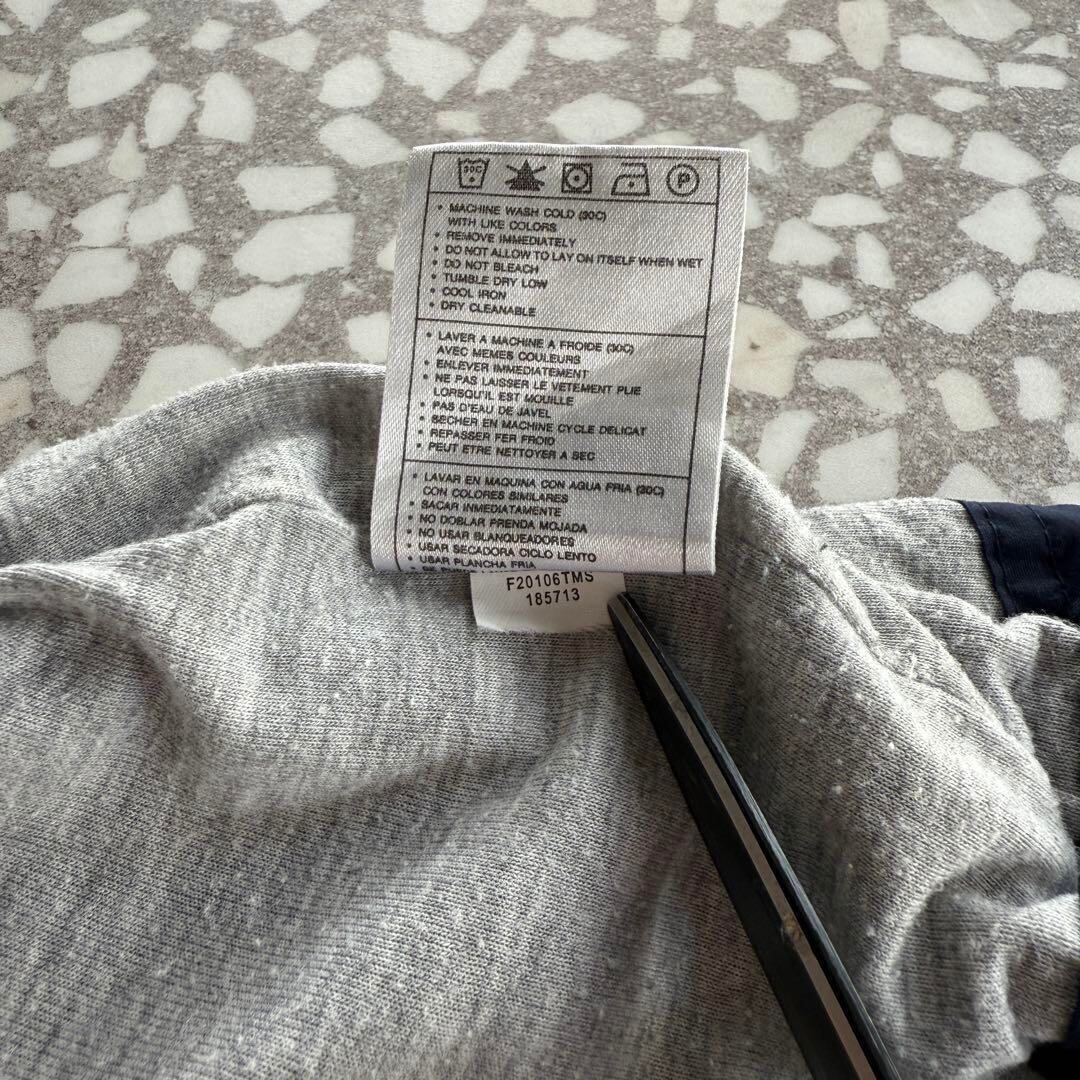 30C P
• MACHINE WASH COLD (30C)
WITH LIKE COLORS
• REMOVE IMMEDIATELY
• DO NOT ALLOW TO LAY ON ITSELF WHEN WET
• DO NOT BLEACH
• TUMBLE DRY LOW
• COOL IRON
• DRY CLEANABLE
• LAVER A MACHINE A FROIDE (30C)
AVEC MEMES COULEURS
• ENLEVER IMMEDIATEMENT
• NE PAS LAISSER LE VETEMENT PLIE
LORSQU'IL EST MOUILLE
• PAS D'EAU DE JAVEL
• SECHER EN MACHINE CYCLE DELICAT
• REPASSER FER FROID
• PEUT ETRE NETTOYER A SEC
• LAVAR EN MAQUINA CON AGUA FRIA (30C)
CON COLORES SIMILARES
• SACAR INMEDIATAMENTE
• NO DOBLAR PRENDA MOJADA
• NO USAR BLANQUEADORES
• USAR SECADORA CICLO LENTO
• USAR PLANCHA FRIA
F20106TMS
185713